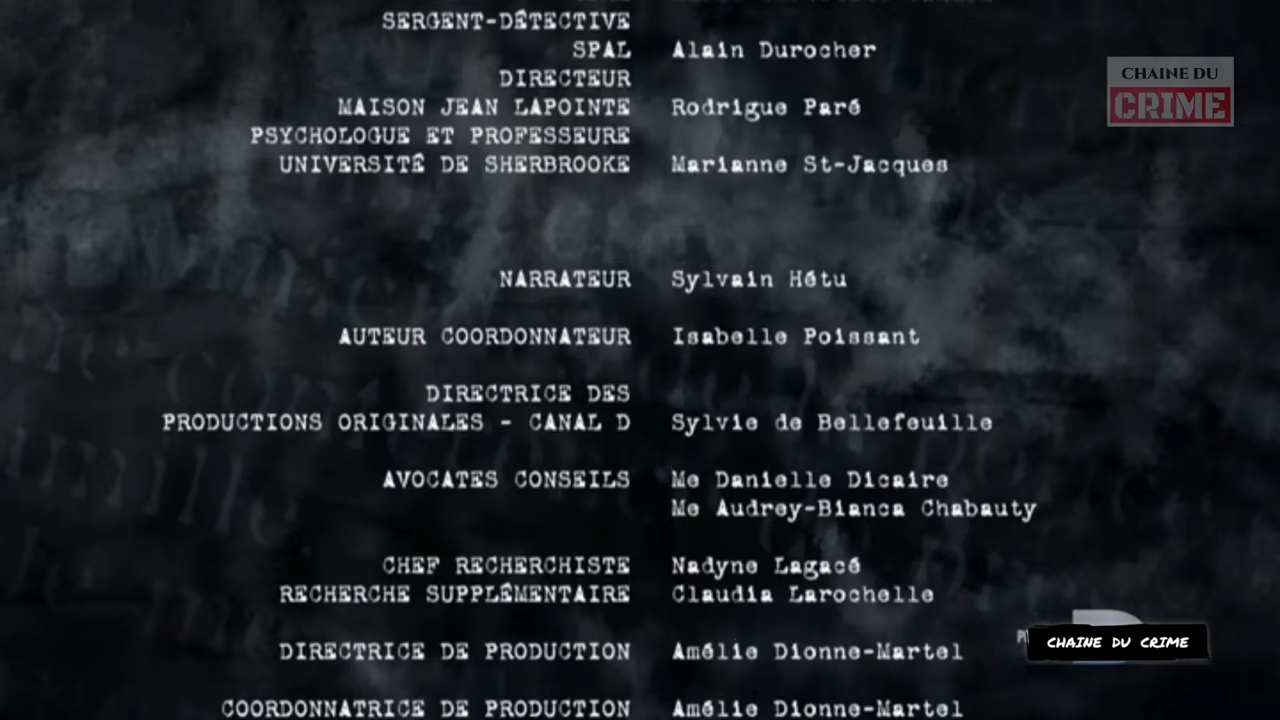 SERGENT-DÉTECTIVE
SPAL Alain Durocher
DIRECTEUR
MAISON JEAN LAPOINTE Rodrigue Paré
PSYCHOLOGUE ET PROFESSEURE
UNIVERSITÉ DE SHERBROOKE Marianne St-Jacques
NARRATEUR Sylvain Hétu
AUTEUR COORDONNATEUR Isabelle Poissant
DIRECTRICE DES
PRODUCTIONS ORIGINALES - CANAL D Sylvie de Bellefeuille
AVOCATES CONSEILS Me Danielle Dicaire
Me Audrey-Bianca Chabauty
CHEF RECHERCHISTE Nadyne Lagacé
RECHERCHE SUPPLÉMENTAIRE Claudia Larochelle
DIRECTRICE DE PRODUCTION Amélie Dionne-Martel
COORDONNATRICE DE PRODUCTION Amélie Dionne-Martel
CHAINE DU
CRIME
CHAINE DU CRIME